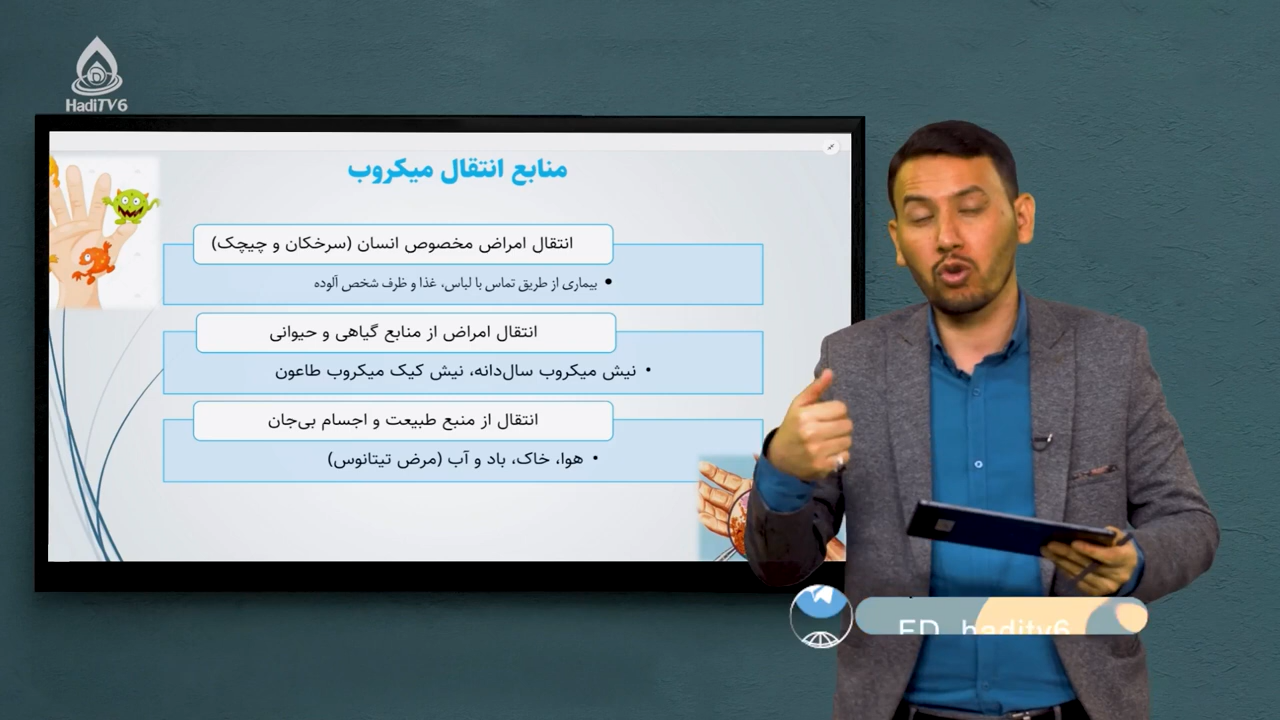 HadiTV6
منابع انتقال میکروب
انتقال امراض مخصوص انسان (سرخکان و چیچک)
• بیماری از طریق تماس با لباس، غذا و ظرف شخص آلوده
انتقال امراض از منابع گیاهی و حیوانی
• نیش میکروب سال‌دانه، نیش کیک میکروب طاعون
انتقال از منبع طبیعت و اجسام بی‌جان
• هوا، خاک، باد و آب (مرض تیتانوس)
ED_haditv6